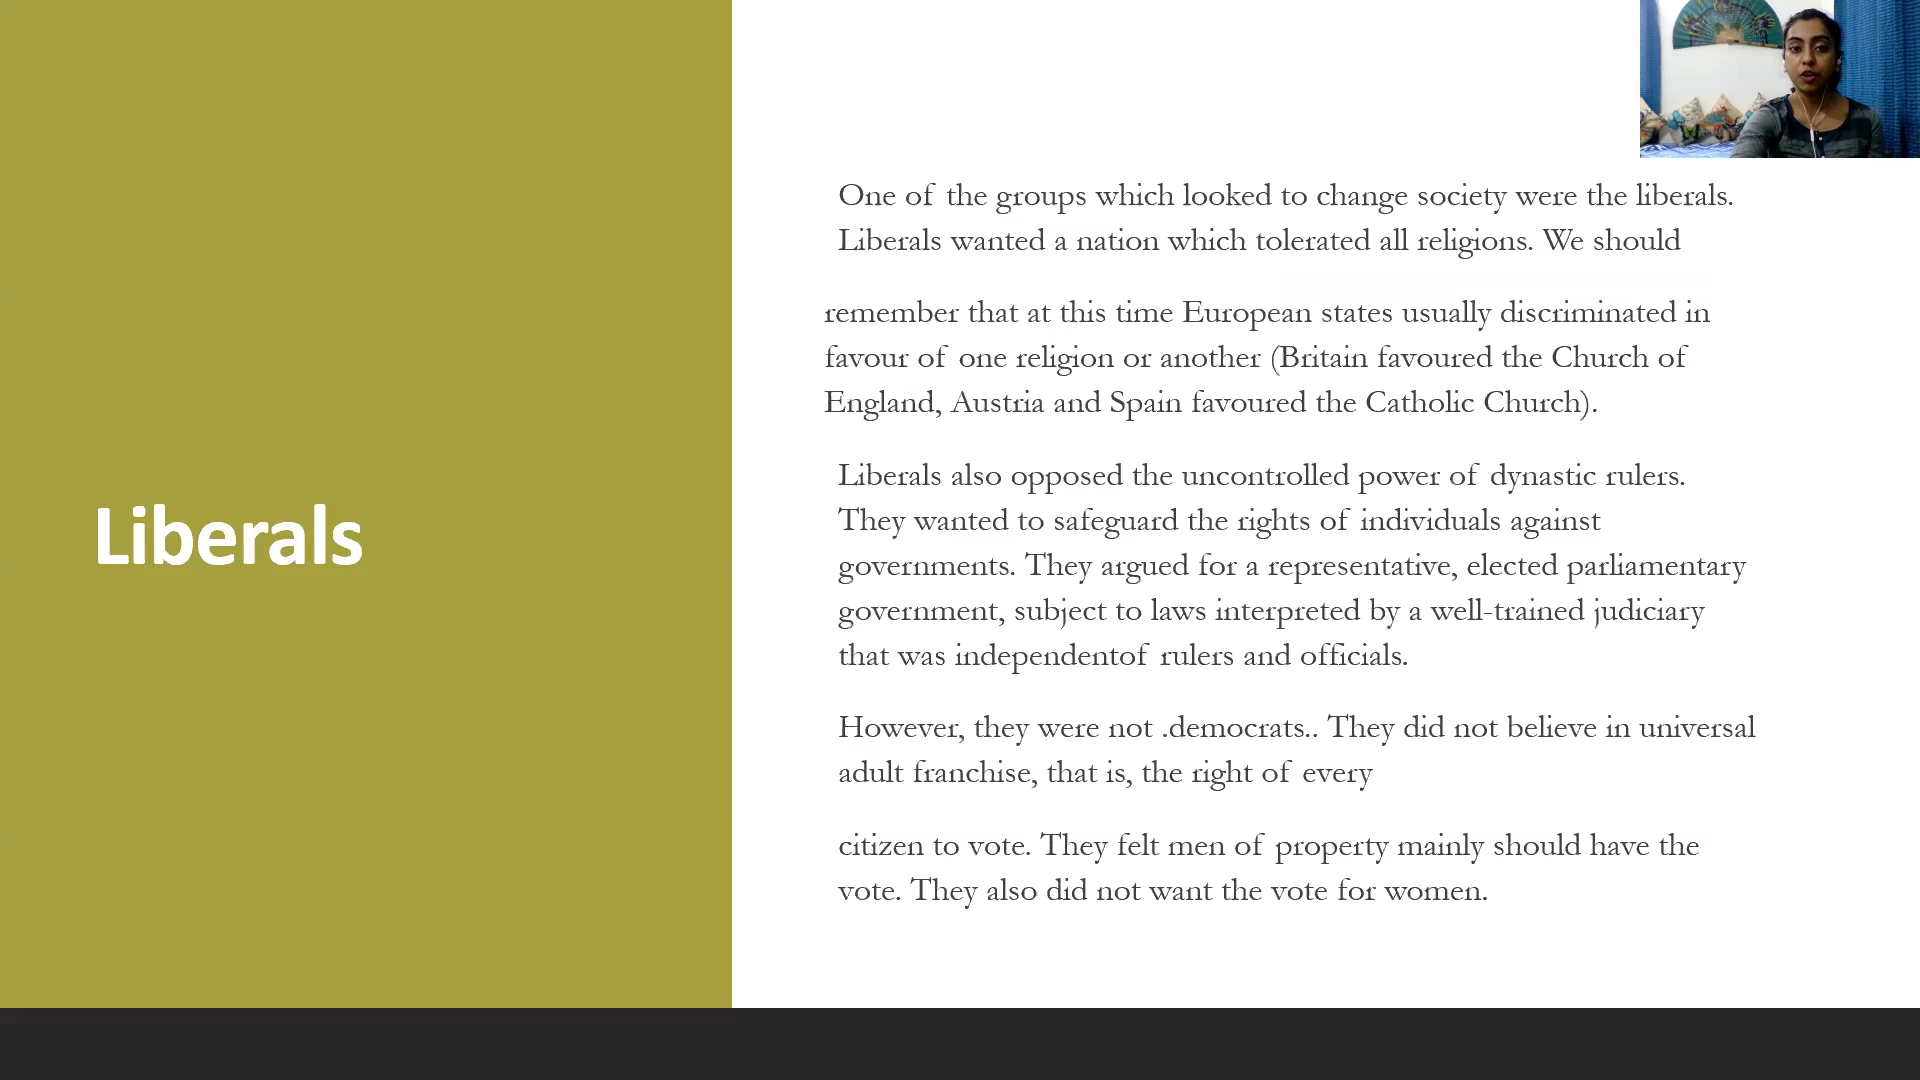 Liberals
One of the groups which looked to change society were the liberals.
Liberals wanted a nation which tolerated all religions. We should
remember that at this time European states usually discriminated in
favour of one religion or another (Britain favoured the Church of
England, Austria and Spain favoured the Catholic Church).
Liberals also opposed the uncontrolled power of dynastic rulers.
They wanted to safeguard the rights of individuals against
governments. They argued for a representative, elected parliamentary
government, subject to laws interpreted by a well-trained judiciary
that was independentof rulers and officials.
However, they were not .democrats.. They did not believe in universal
adult franchise, that is, the right of every
citizen to vote. They felt men of property mainly should have the
vote. They also did not want the vote for women.